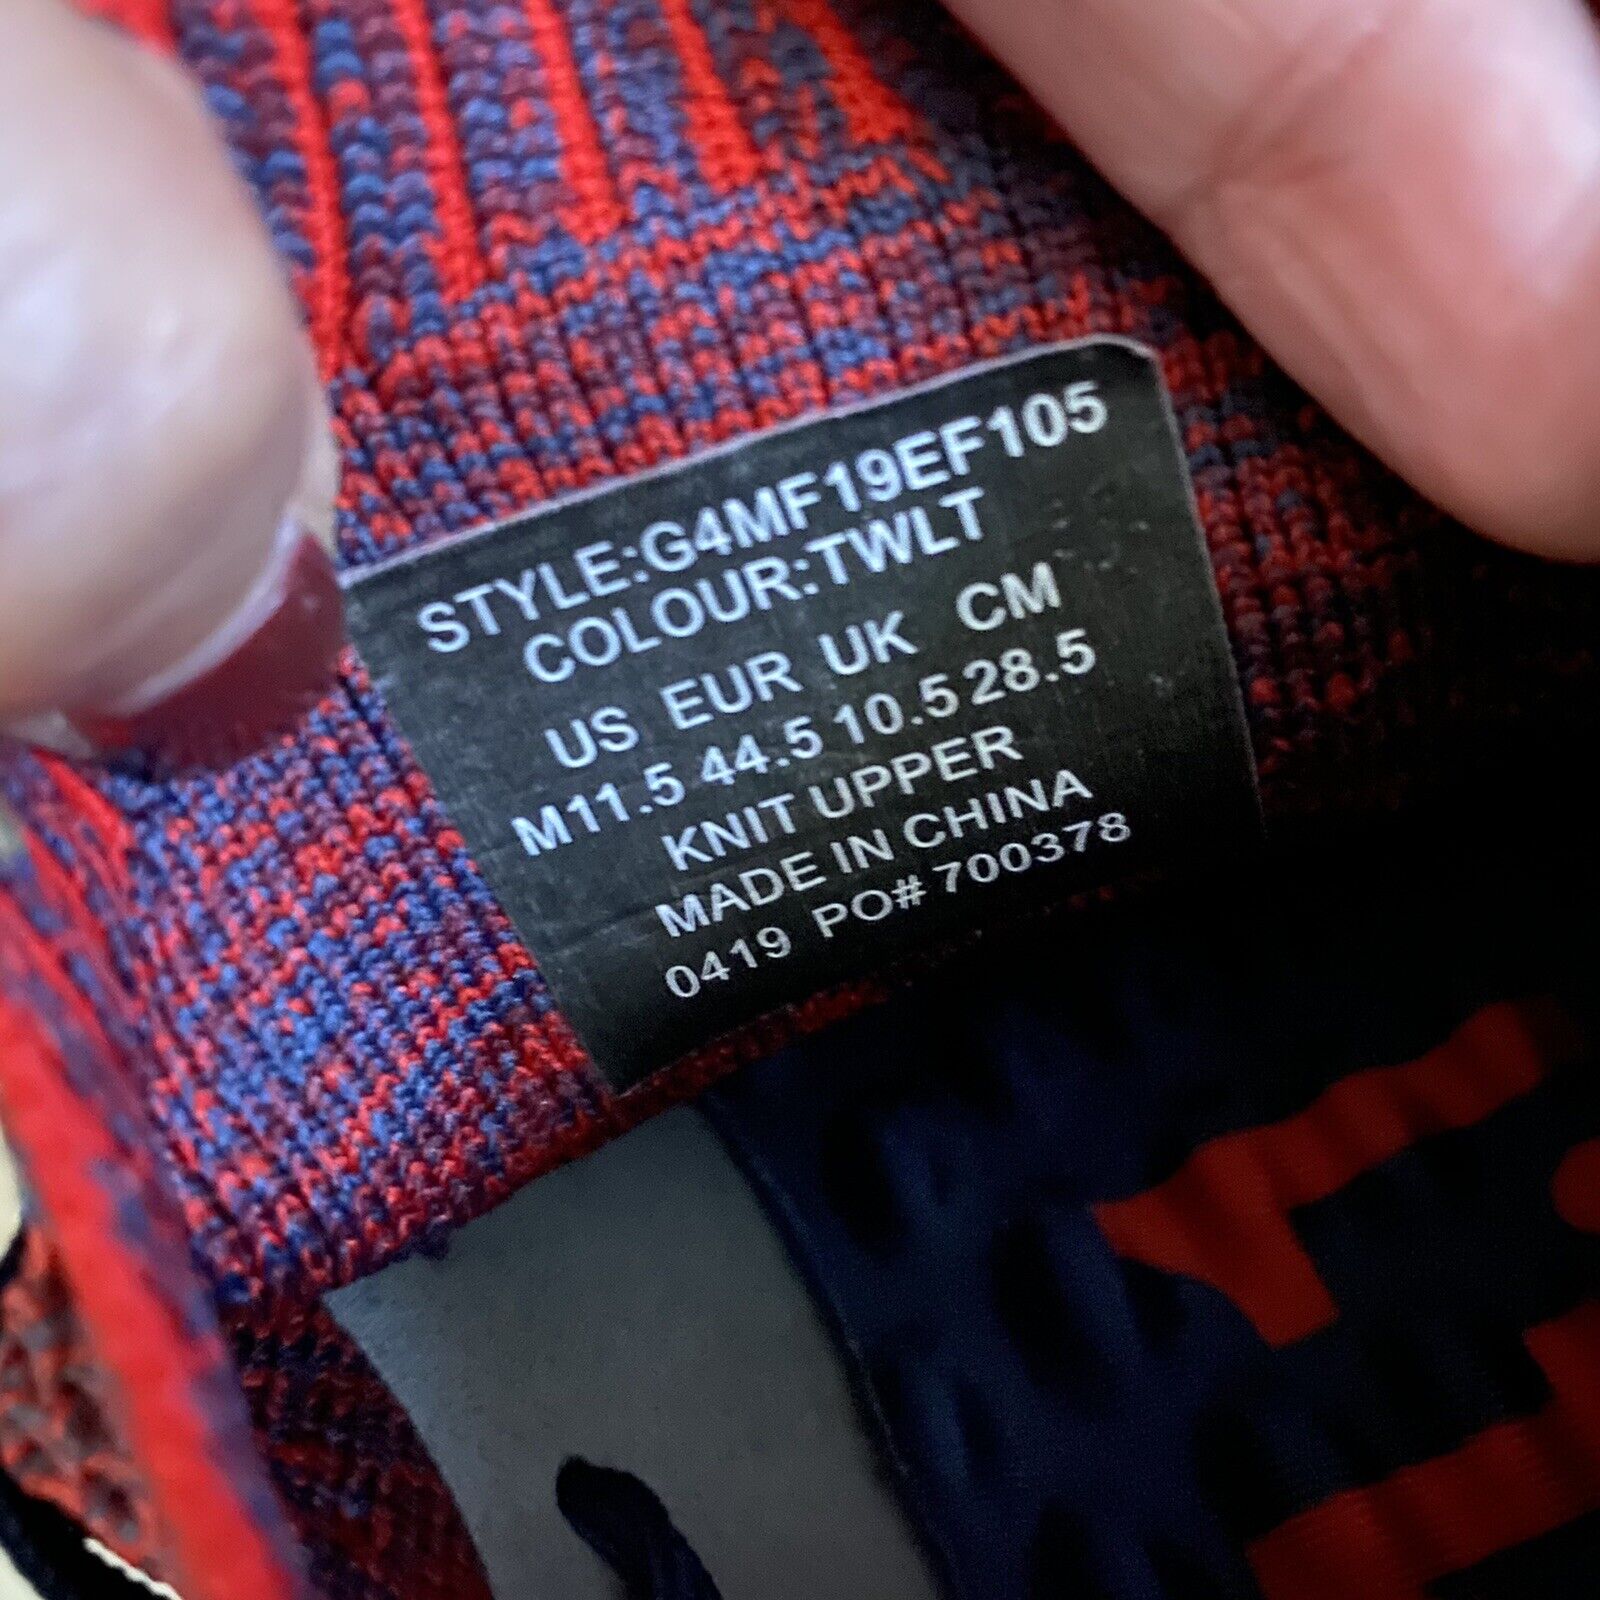 STYLE:G4MF19EF105
COLOUR:TWLT
US EUR UK CM
M11.5 44.5 10.5 28.5
KNIT UPPER
MADE IN CHINA
0419 PO# 700378